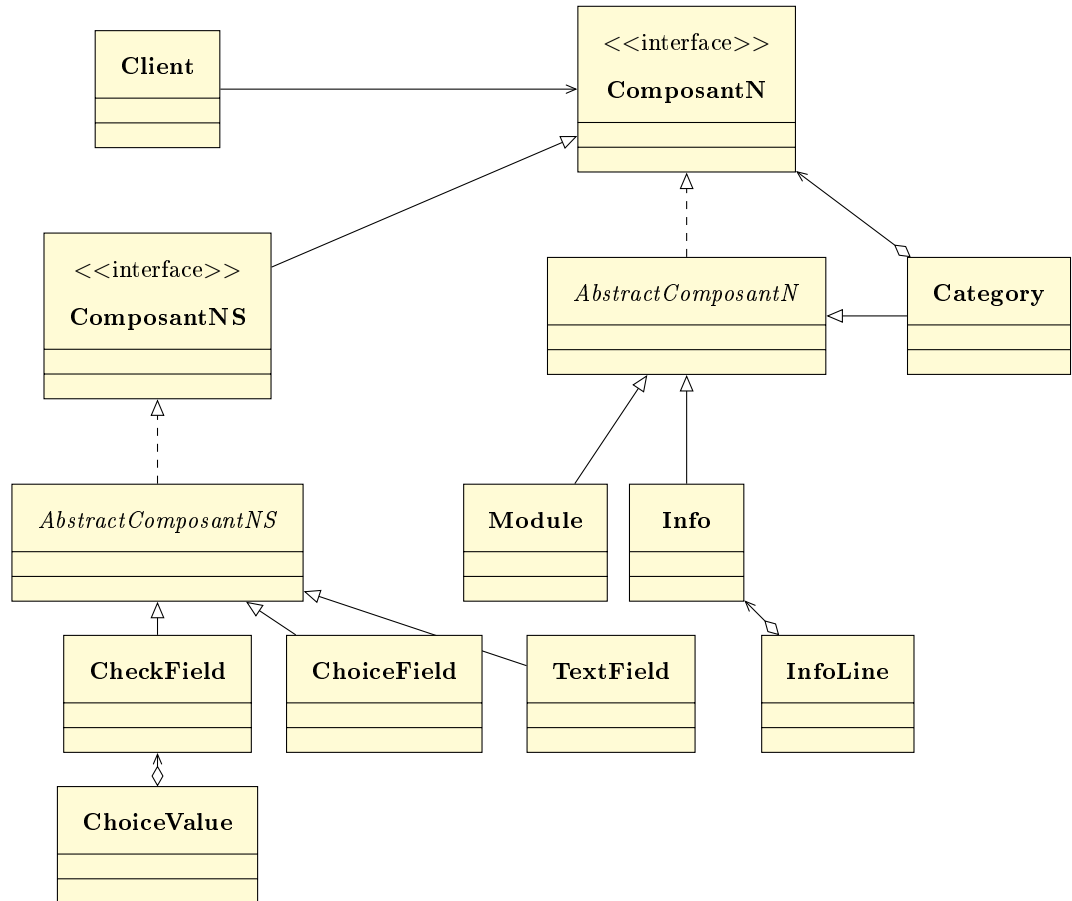 <<interface>>
Client
ComposantN
<<interface>>
ComposantNS
AbstractComposantN
Category
AbstractComposantNS
Module
Info
CheckField
ChoiceField
TextField
InfoLine
ChoiceValue